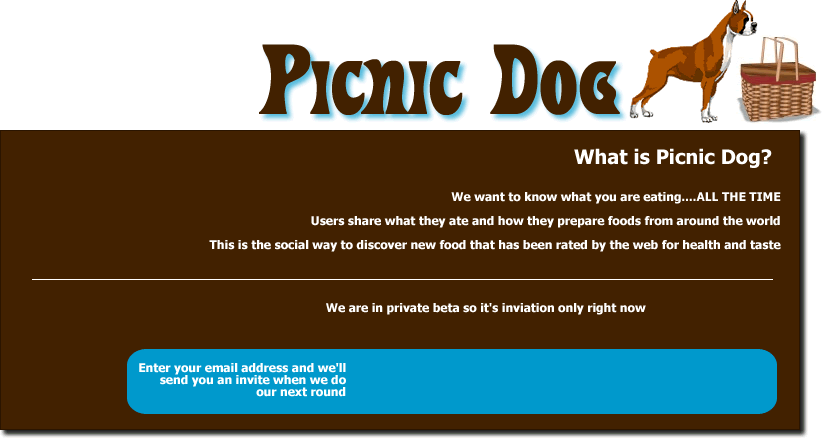 Picnic Dog
What is Picnic Dog?
We want to know what you are eating....ALL THE TIME
Users share what they ate and how they prepare foods from around the world
This is the social way to discover new food that has been rated by the web for health and taste
We are in private beta so it's inviation only right now
Enter your email address and we'll
send you an invite when we do
our next round